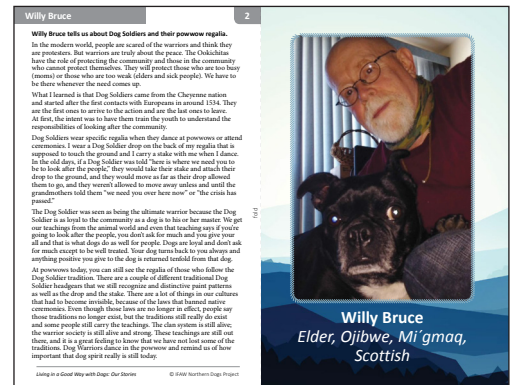 Willy Bruce
2
Willy Bruce tells us about Dog Soldiers and their powwow regalia.
In the modern world, people are scared of the warriors and think they
are protesters. But warriors are truly about the peace. The Ookichitas
have the role of protecting the community and those in the community
who cannot protect themselves. They will protect those who are too busy
(moms) or those who are too weak (elders and sick people). We have to
be there whenever the need comes up.
What I learned is that Dog Soldiers came from the Cheyenne nation
and started after the first contacts with Europeans in around 1534. They
are the first ones to arrive to the action and are the last ones to leave.
At first, the intent was to have them train the youth to understand the
responsibilities of looking after the community.
Dog Soldiers wear specific regalia when they dance at powwows or attend
ceremonies. I wear a Dog Soldier drop on the back of my regalia that is
supposed to touch the ground and I carry a stake with me when I dance.
In the old days, if a Dog Soldier was told "here is where we need you to
be to look after the people," they would take their stake and attach their
drop to the ground, and they would move as far as their drop allowed
them to go, and they weren't allowed to move away unless and until the
grandmothers told them "we need you over here now" or "the crisis has
passed."
The Dog Soldier was seen as being the ultimate warrior because the Dog
Soldier is as loyal to the community as a dog is to his or her master. We get
our teachings from the animal world and even that teaching says if you're
going to look after the people, you don't ask for much and you give your
all and that is what dogs do as well for people. Dogs are loyal and don't ask
for much except to be well treated. Your dog turns back to you always and
anything positive you give to the dog is returned tenfold from that dog.
At powwows today, you can still see the regalia of those who follow the
Dog Soldier tradition. There are a couple of different traditional Dog
Soldier headgears that we still recognize and distinctive paint patterns
as well as the drop and the stake. There are a lot of things in our cultures
that had to become invisible, because of the laws that banned native
ceremonies. Even though those laws are no longer in effect, people say
those traditions no longer exist, but the traditions still really do exist
and some people still carry the teachings. The clan system is still alive;
the warrior society is still alive and strong. These teachings are still out
there, and it is a great feeling to know that we have not lost some of the
traditions. Dog Warriors dance in the powwow and remind us of how
important that dog spirit really is still today.
Living in a Good Way with Dogs: Our Stories
© IFAW Northern Dogs Project
fold
Willy Bruce
Elder, Ojibwe, Mi´gmaq,
Scottish